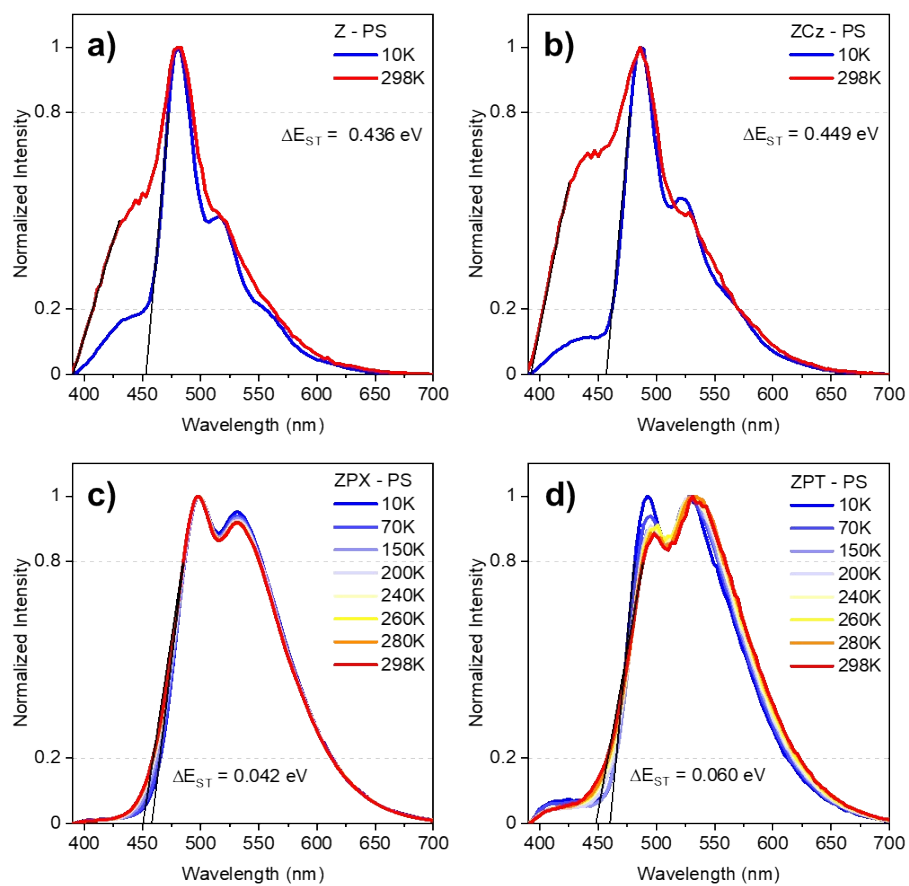 a)
Z - PS
10K
298K
ΔE_ST = 0.436 eV
Normalized Intensity
1
0.8
0.2
0
400 450 500 550 600 650 700
Wavelength (nm)
b)
ZCz - PS
10K
298K
ΔE_ST = 0.449 eV
Normalized Intensity
1
0.8
0.2
0
400 450 500 550 600 650 700
Wavelength (nm)
c)
ZPX - PS
10K
70K
150K
200K
240K
260K
280K
298K
ΔE_ST = 0.042 eV
Normalized Intensity
1
0.8
0.2
0
400 450 500 550 600 650 700
Wavelength (nm)
d)
ZPT - PS
10K
70K
150K
200K
240K
260K
280K
298K
ΔE_ST = 0.060 eV
Normalized Intensity
1
0.8
0.2
0
400 450 500 550 600 650 700
Wavelength (nm)